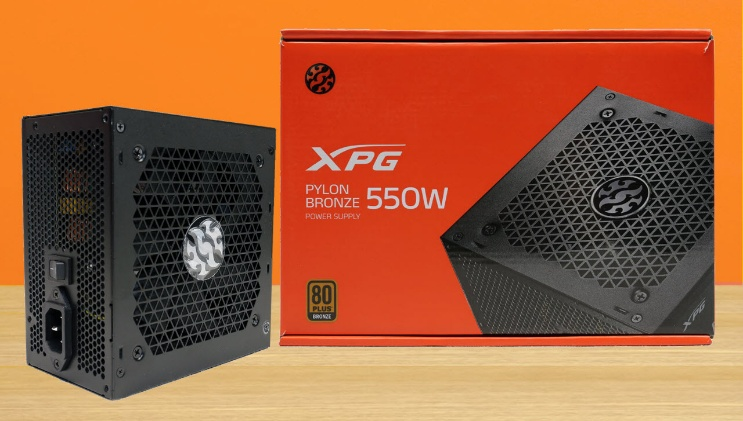 XPG
PYLON
BRONZE 550W
POWER SUPPLY
80
PLUS
BRONZE
XPG